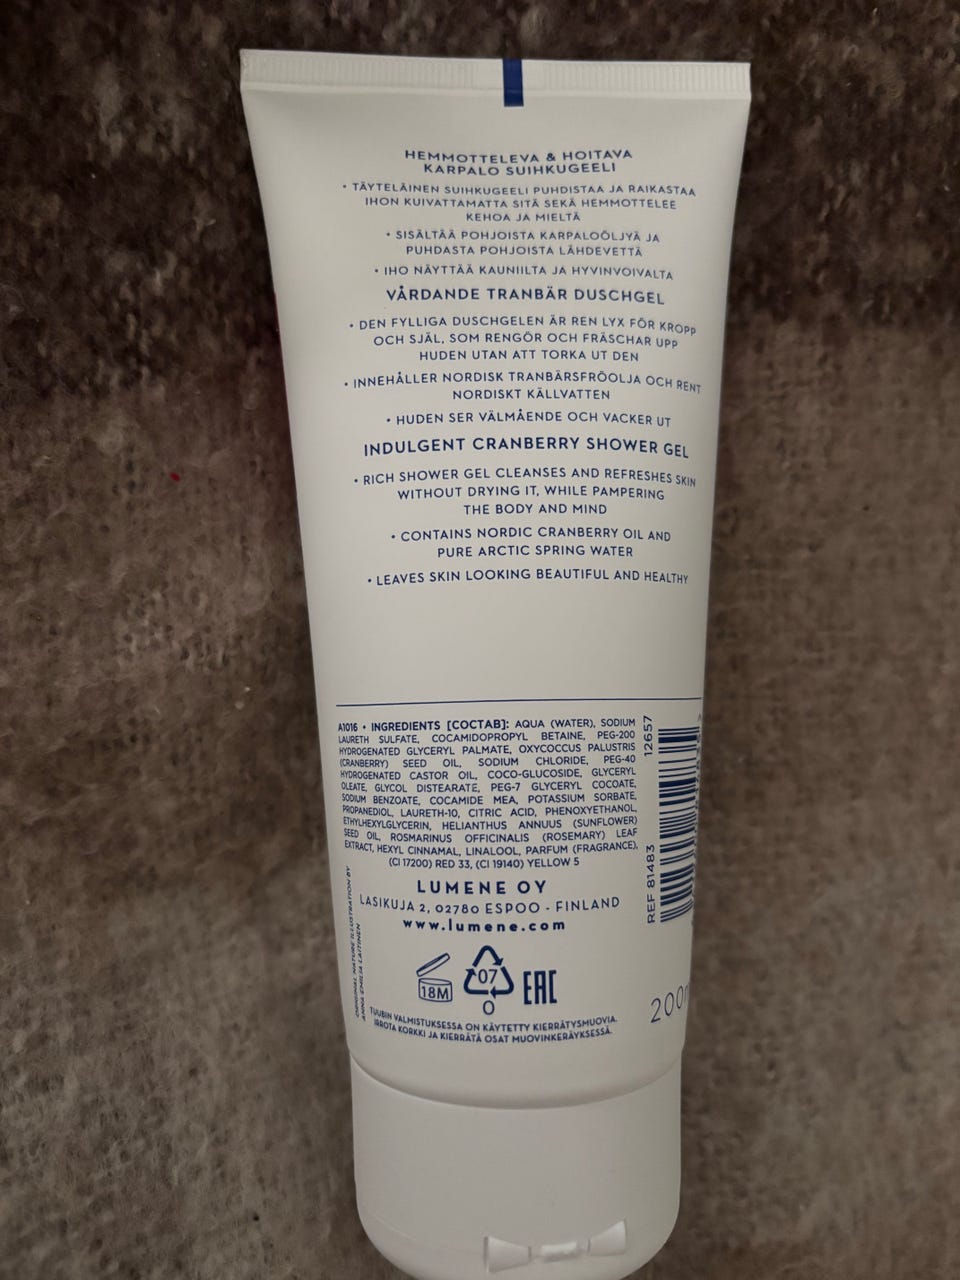 HEMMOTTELEVA & HOITAVA
KARPALO SUIHKUGEELI
• TÄYTELÄINEN SUIHKUGEELI PUHDISTAA JA RAIKASTAA
IHON KUIVATTAMATTA SITÄ SEKÄ HEMMOTTELEE
KEHOA JA MIELTÄ
• SISÄLTÄÄ POHJOISTA KARPALOÖLJYÄ JA
PUHDASTA POHJOISTA LÄHDEVETTÄ
• IHO NÄYTTÄÄ KAUNIILTA JA HYVINVOIVALTA
VÅRDANDE TRANBÄR DUSCHGEL
• DEN FYLLIGA DUSCHGELEN ÄR REN LYX FÖR KROPP
OCH SJÄL, SOM RENGÖR OCH FRÄSCHAR UPP
HUDEN UTAN ATT TORKA UT DEN
• INNEHÅLLER NORDISK TRANBÄRSFRÖOLJA OCH RENT
NORDISKT KÄLLVATTEN
• HUDEN SER VÄLMÅENDE OCH VACKER UT
INDULGENT CRANBERRY SHOWER GEL
• RICH SHOWER GEL CLEANSES AND REFRESHES SKIN
WITHOUT DRYING IT, WHILE PAMPERING
THE BODY AND MIND
• CONTAINS NORDIC CRANBERRY OIL AND
PURE ARCTIC SPRING WATER
• LEAVES SKIN LOOKING BEAUTIFUL AND HEALTHY
A1016 • INGREDIENTS [СОСТАВ]: AQUA (WATER), SODIUM
LAURETH SULFATE, COCAMIDOPROPYL BETAINE, PEG-200
HYDROGENATED GLYCERYL PALMATE, OXYCOCCUS PALUSTRIS
(CRANBERRY) SEED OIL, SODIUM CHLORIDE, PEG-40
HYDROGENATED CASTOR OIL, COCO-GLUCOSIDE, GLYCERYL
OLEATE, GLYCOL DISTEARATE, PEG-7 GLYCERYL COCOATE,
SODIUM BENZOATE, COCAMIDE MEA, POTASSIUM SORBATE,
PROPANEDIOL, LAURETH-10, CITRIC ACID, PHENOXYETHANOL,
ETHYLHEXYLGLYCERIN, HELIANTHUS ANNUUS (SUNFLOWER)
SEED OIL, ROSMARINUS OFFICINALIS (ROSEMARY) LEAF
EXTRACT, HEXYL CINNAMAL, LINALOOL, PARFUM (FRAGRANCE),
(CI 17200) RED 33, (CI 19140) YELLOW 5
LUMENE OY
LASIKUJA 2, 02780 ESPOO - FINLAND
www.lumene.com
ORIGINAL NATURE ILLUSTRATION BY
ANNA EMILIA LAITINEN
REF 81483
12657
18M
07
O
EAC
200
TUUBIN VALMISTUKSESSA ON KÄYTETTY KIERRÄTYSMUOVIA.
IRROTA KORKKI JA KIERRÄTÄ OSAT MUOVINKERÄYKSESSÄ.